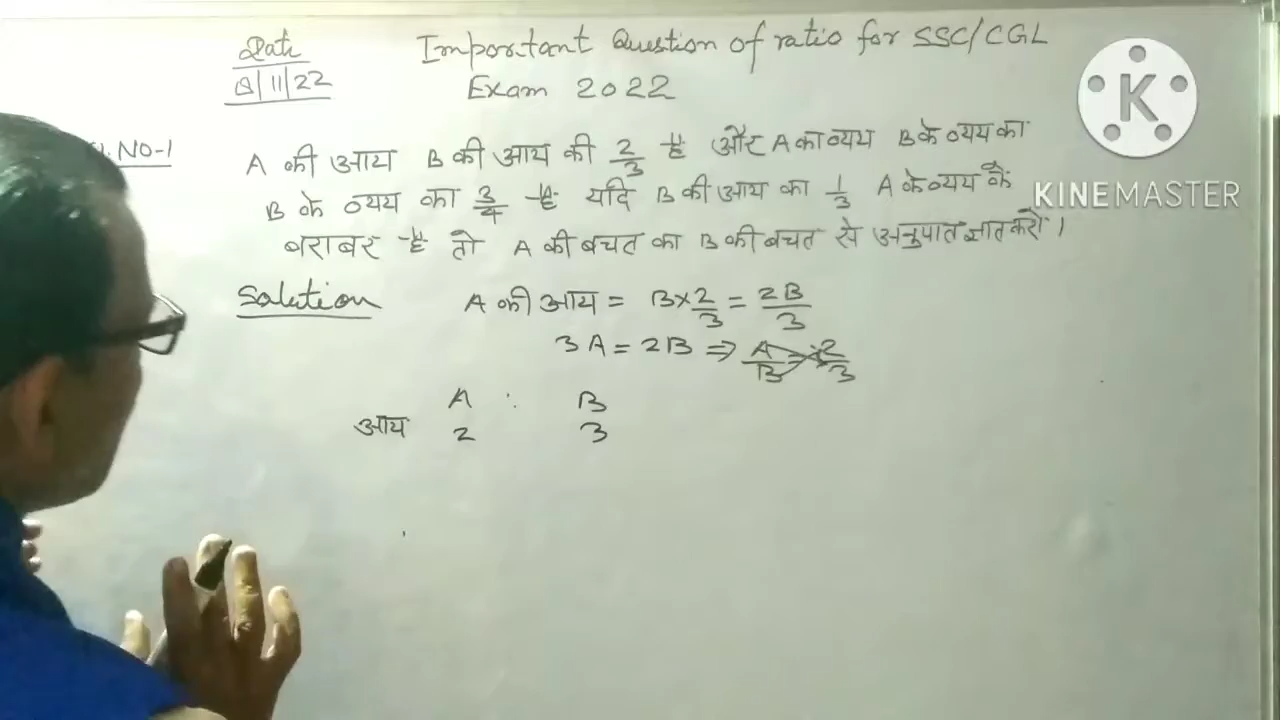 Date
Important Question of ratio for SSC/CGL
8/11/22
Exam 2022
NO-1
A की आय B की आय की 2/3 है और A का व्यय B के व्यय का
B के व्यय का 3/4 है यदि B की आय का 1/3 A के व्यय के
बराबर है तो A की बचत का B की बचत से अनुपात ज्ञात करो ।
Solution
A की आय = B×2/3 = 2B/3
3A = 2B ⇒ A/B = 2/3
A : B
आय 2 3
K
KINEMASTER